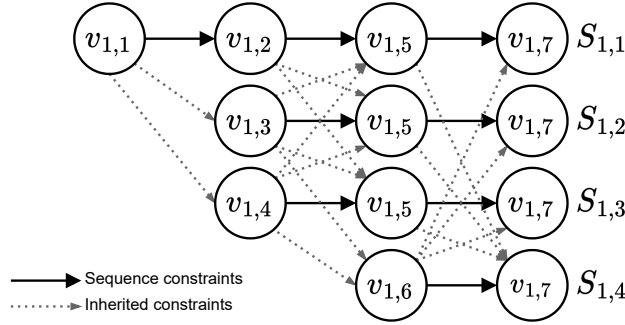 v1,1 v1,2 v1,5 v1,7 S1,1
v1,3 v1,5 v1,7 S1,2
v1,4 v1,5 v1,7 S1,3
v1,6 v1,7 S1,4
Sequence constraints
Inherited constraints